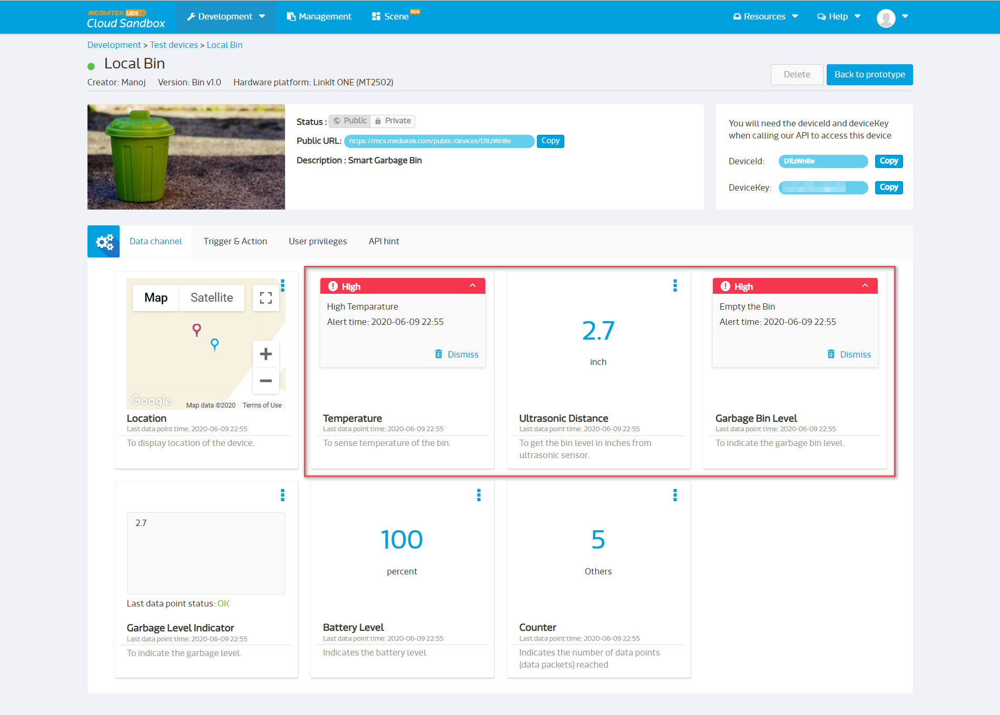 MEDIATEK labs
Cloud Sandbox
Development
Management
Scene
New
Resources
Help
Development > Test devices > Local Bin
Local Bin
Creator: Manoj Version: Bin v1.0 Hardware platform: LinkIt ONE (MT2502)
Delete
Back to prototype
Status : Public Private
Public URL: https://mcs.mediatek.com/public/devices/D1lzWn8e Copy
Description : Smart Garbage Bin
You will need the deviceId and deviceKey
when calling our API to access this device
DeviceId: D1lzWn8e Copy
DeviceKey: Copy
Data channel
Trigger & Action
User privileges
API hint
Map
Satellite
Google
Map data ©2020 Terms of Use
Location
Last data point time: 2020-06-09 22:55
To display location of the device.
High
High Temparature
Alert time: 2020-06-09 22:55
Dismiss
Temperature
Last data point time: 2020-06-09 22:55
To sense temperature of the bin.
2.7
inch
Ultrasonic Distance
Last data point time: 2020-06-09 22:55
To get the bin level in inches from
ultrasonic sensor.
High
Empty the Bin
Alert time: 2020-06-09 22:55
Dismiss
Garbage Bin Level
Last data point time: 2020-06-09 22:55
To indicate the garbage bin level.
2.7
Last data point status: OK
Garbage Level Indicator
Last data point time: 2020-06-09 22:55
To indicate the garbage level.
100
percent
Battery Level
Last data point time: 2020-06-09 22:55
Indicates the battery level
5
Others
Counter
Last data point time: 2020-06-09 22:55
Indicates the number of data points
(data packets) reached